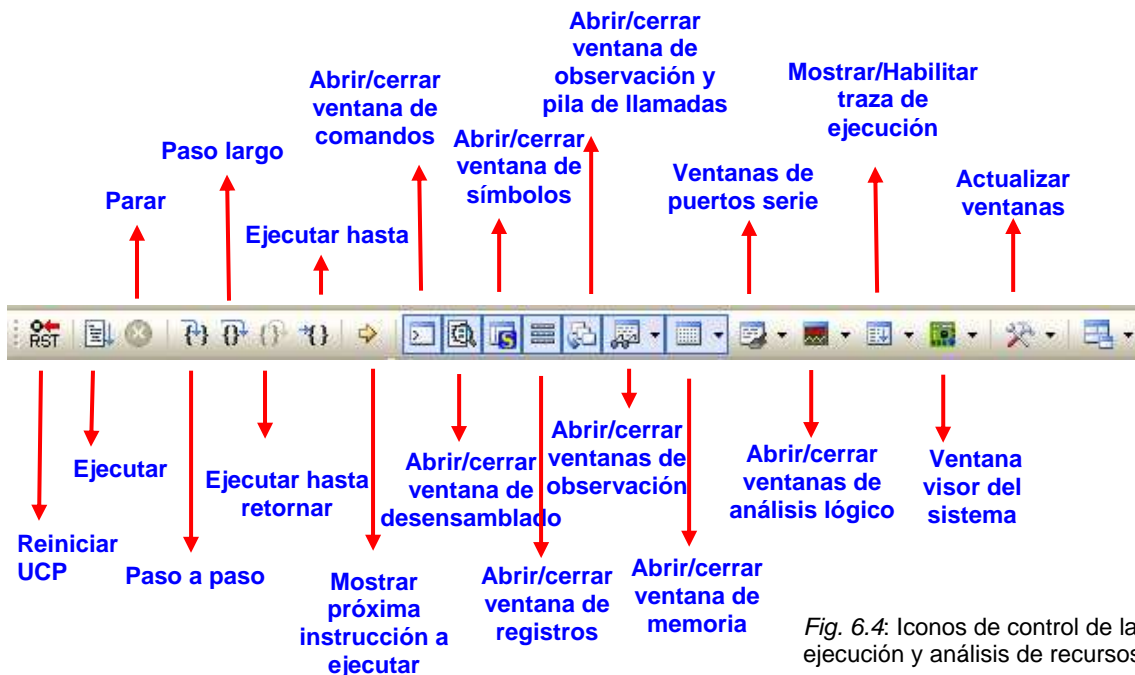 Abrir/cerrar
ventana de
observación y
pila de llamadas
Mostrar/Habilitar
traza de
ejecución
Abrir/cerrar
ventana de
comandos
Abrir/cerrar
ventana de
símbolos
Paso largo
Ventanas de
puertos serie
Actualizar
ventanas
Parar
Ejecutar hasta
RST
Ejecutar
Ejecutar hasta
retornar
Abrir/cerrar
ventana de
desensamblado
Abrir/cerrar
ventanas de
observación
Abrir/cerrar
ventanas de
análisis lógico
Ventana
visor del
sistema
Reiniciar
UCP
Paso a paso
Mostrar
próxima
instrucción a
ejecutar
Abrir/cerrar
ventana de
registros
Abrir/cerrar
ventana de
memoria
Fig. 6.4: Iconos de control de la
ejecución y análisis de recursos